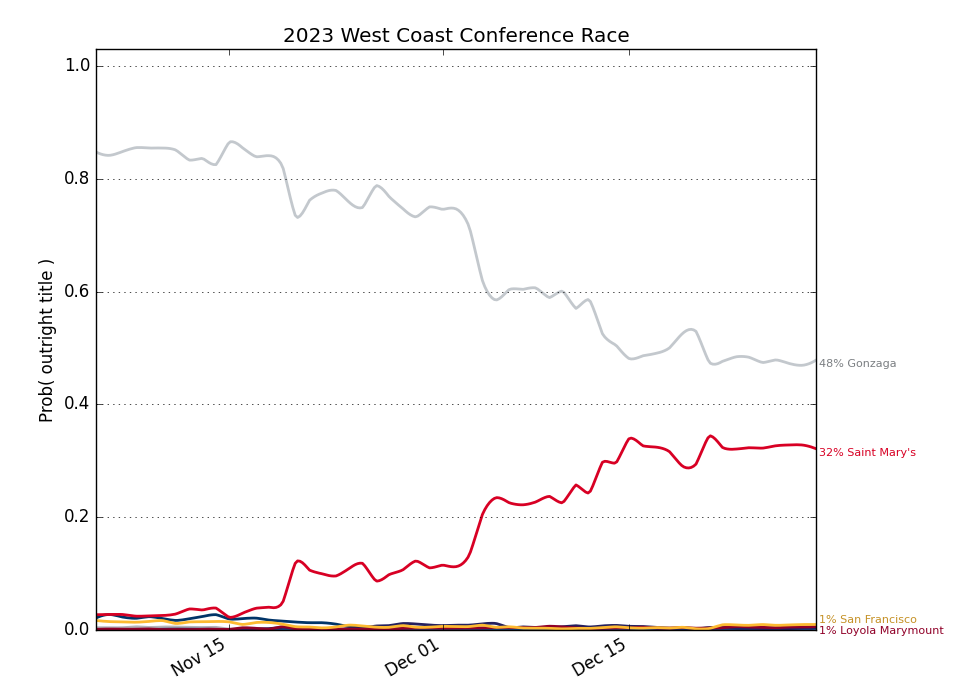 2023 West Coast Conference Race
Prob( outright title )
1.0
0.8
0.6
0.4
0.2
0.0
Nov 15
Dec 01
Dec 15
48% Gonzaga
32% Saint Mary's
1% San Francisco
1% Loyola Marymount